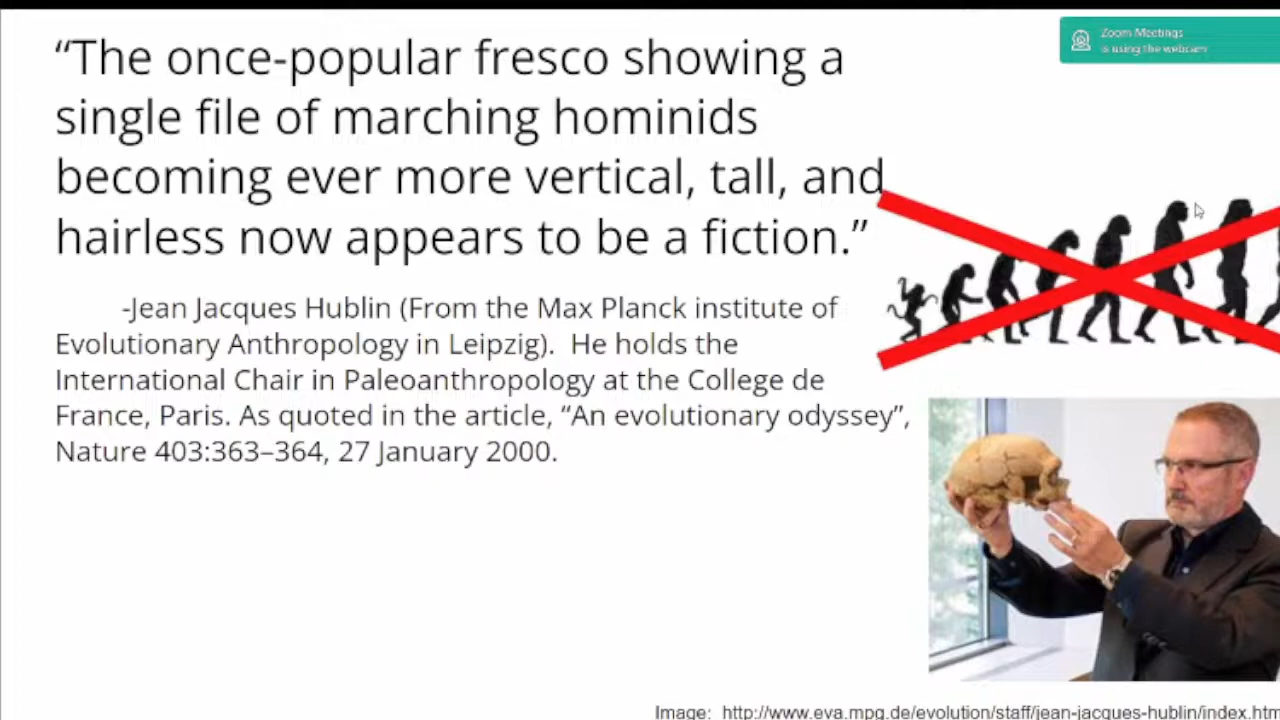 “The once-popular fresco showing a
single file of marching hominids
becoming ever more vertical, tall, and
hairless now appears to be a fiction.”
-Jean Jacques Hublin (From the Max Planck institute of
Evolutionary Anthropology in Leipzig).  He holds the
International Chair in Paleoanthropology at the College de
France, Paris. As quoted in the article, “An evolutionary odyssey”,
Nature 403:363–364, 27 January 2000.
Zoom Meetings
is using the webcam
Image:  http://www.eva.mpg.de/evolution/staff/jean-jacques-hublin/index.htm